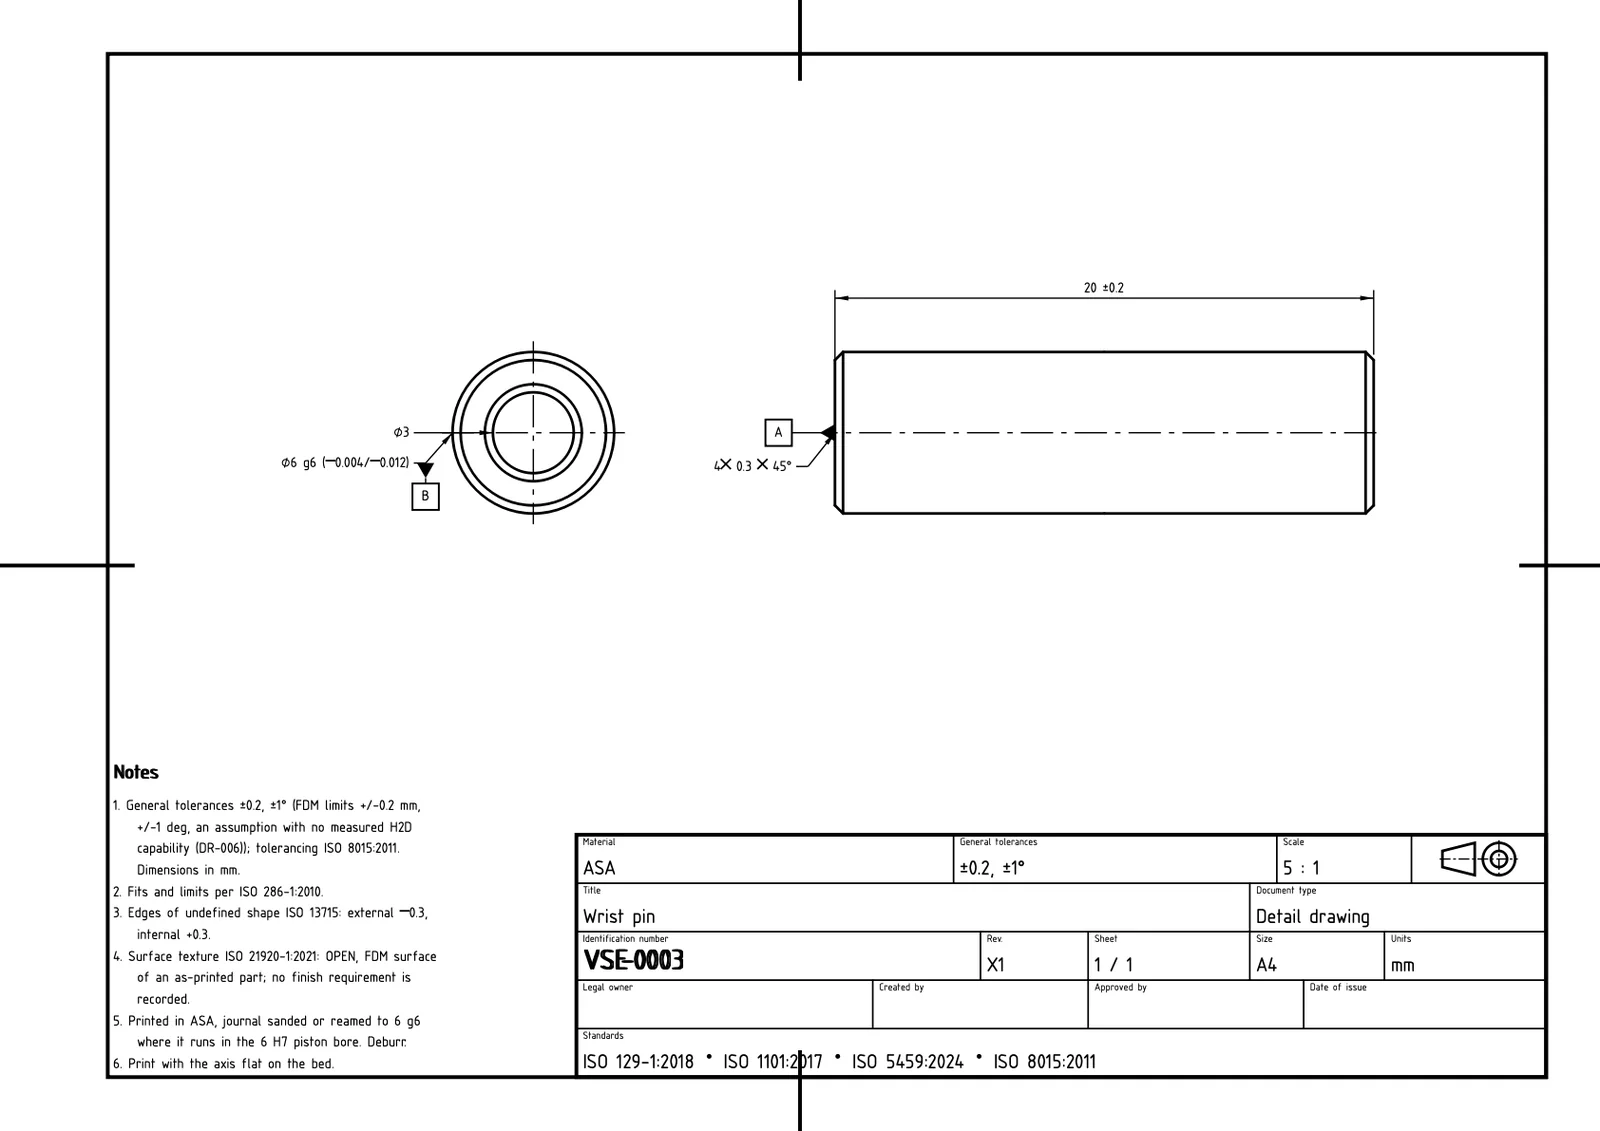 20 ±0.2
⌀3
⌀6 g6 (−0.004/−0.012)
B
A
4× 0.3 × 45°
Notes
1. General tolerances ±0.2, ±1° (FDM limits +/-0.2 mm,
+/-1 deg, an assumption with no measured H2D
capability (DR-006)); tolerancing ISO 8015:2011.
Dimensions in mm.
2. Fits and limits per ISO 286-1:2010.
3. Edges of undefined shape ISO 13715: external −0.3,
internal +0.3.
4. Surface texture ISO 21920-1:2021: OPEN, FDM surface
of an as-printed part; no finish requirement is
recorded.
5. Printed in ASA, journal sanded or reamed to 6 g6
where it runs in the 6 H7 piston bore. Deburr.
6. Print with the axis flat on the bed.
Material
ASA
General tolerances
±0.2, ±1°
Scale
5 : 1
Title
Wrist pin
Document type
Detail drawing
Identification number
VSE-0003
Rev.
X1
Sheet
1 / 1
Size
A4
Units
mm
Legal owner
Created by
Approved by
Date of issue
Standards
ISO 129-1:2018 • ISO 1101:2017 • ISO 5459:2024 • ISO 8015:2011